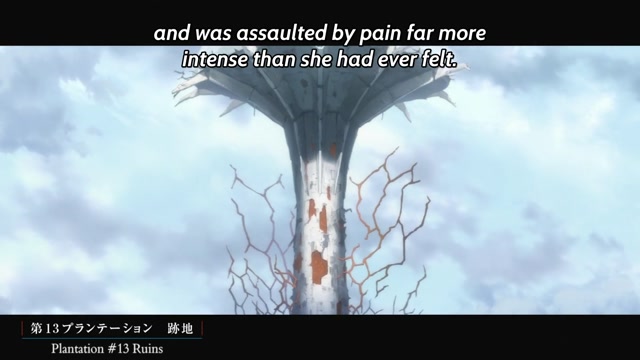 and was assaulted by pain far more
intense than she had ever felt.
第13プランテーション 跡地
Plantation #13 Ruins